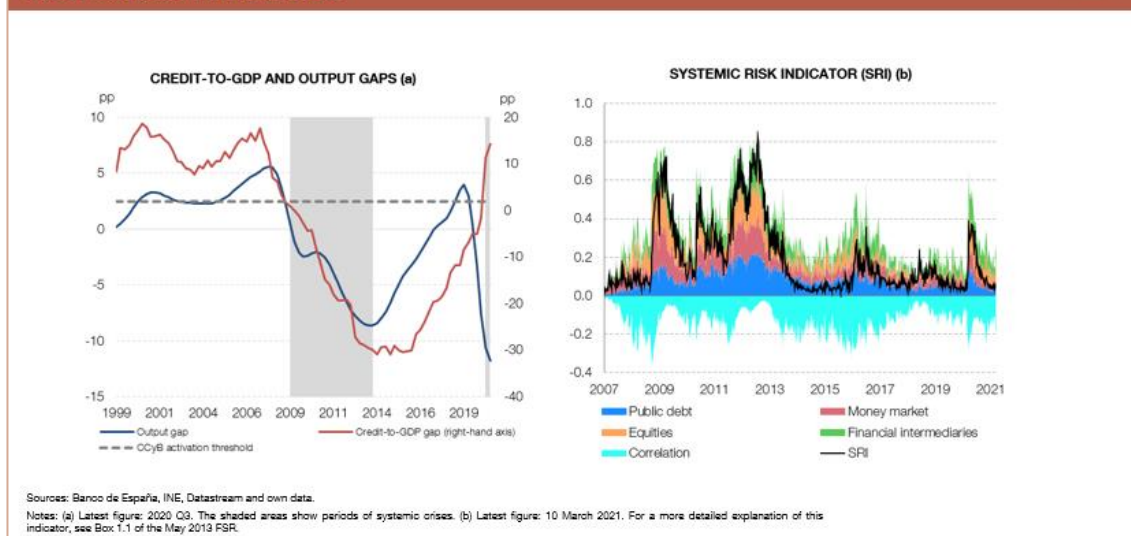 CREDIT-TO-GDP AND OUTPUT GAPS (a)
pp
pp
10
5
0
-5
-10
-15
20
10
0
-10
-20
-30
-40
1999 2001 2004 2006 2009 2011 2014 2016 2019
Output gap
Credit-to-GDP gap (right-hand axis)
CCyB activation threshold
SYSTEMIC RISK INDICATOR (SRI) (b)
1.0
0.8
0.6
0.4
0.2
0.0
-0.2
-0.4
2007 2009 2011 2013 2015 2017 2019 2021
Public debt
Money market
Equities
Financial intermediaries
Correlation
SRI
Sources: Banco de España, INE, Datastream and own data.
Notes: (a) Latest figure: 2020 Q3. The shaded areas show periods of systemic crises. (b) Latest figure: 10 March 2021. For a more detailed explanation of this
indicator, see Box 1.1 of the May 2013 FSR.